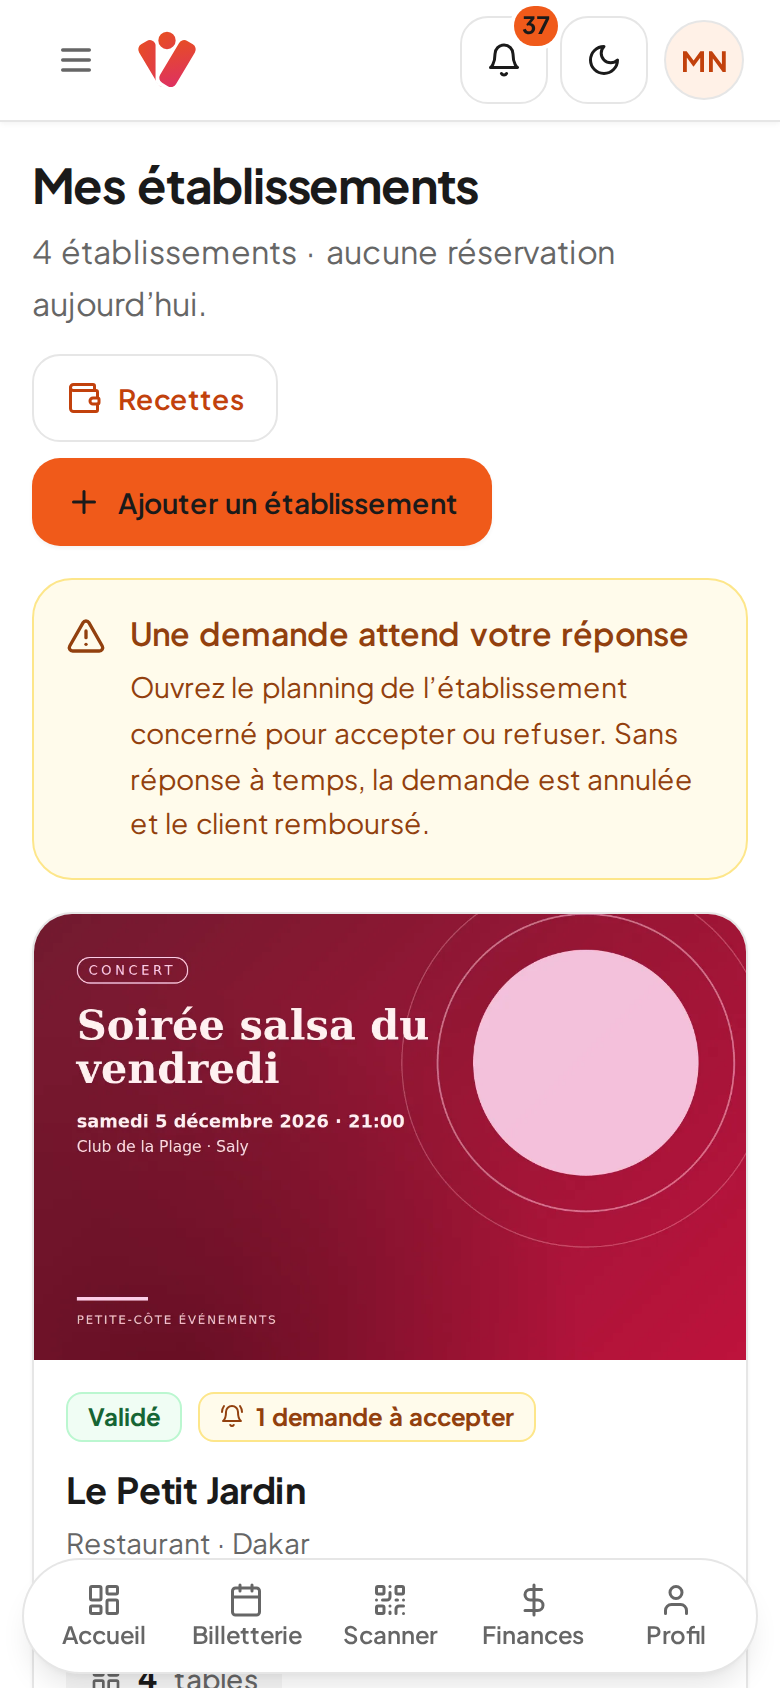 37
MN
Mes établissements
4 établissements · aucune réservation
aujourd’hui.
Recettes
Ajouter un établissement
Une demande attend votre réponse
Ouvrez le planning de l’établissement
concerné pour accepter ou refuser. Sans
réponse à temps, la demande est annulée
et le client remboursé.
CONCERT
Soirée salsa du
vendredi
samedi 5 décembre 2026 · 21:00
Club de la Plage · Saly
PETITE-CÔTE ÉVÉNEMENTS
Validé
1 demande à accepter
Le Petit Jardin
Restaurant · Dakar
Accueil
Billetterie
Scanner
Finances
Profil
4 tables